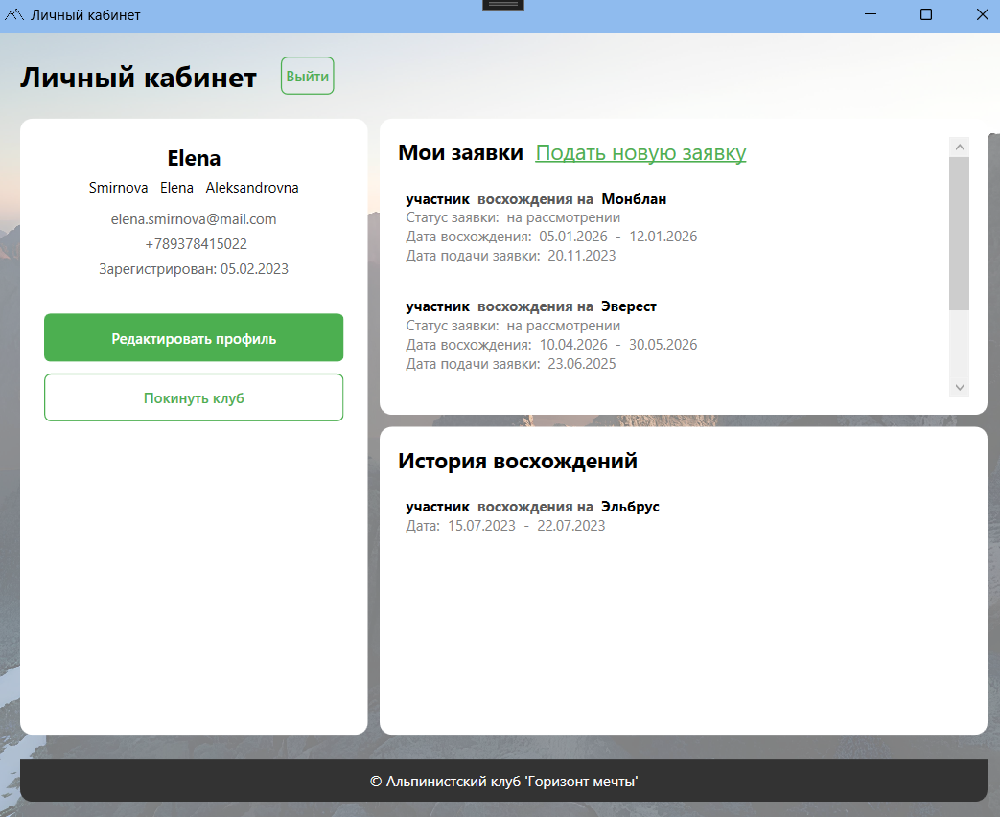 Личный кабинет
Личный кабинет
Выйти
Elena
Smirnova Elena Aleksandrovna
elena.smirnova@mail.com
+789378415022
Зарегистрирован: 05.02.2023
Редактировать профиль
Покинуть клуб
Мои заявки Подать новую заявку
участник восхождения на Монблан
Статус заявки: на рассмотрении
Дата восхождения: 05.01.2026 - 12.01.2026
Дата подачи заявки: 20.11.2023
участник восхождения на Эверест
Статус заявки: на рассмотрении
Дата восхождения: 10.04.2026 - 30.05.2026
Дата подачи заявки: 23.06.2025
История восхождений
участник восхождения на Эльбрус
Дата: 15.07.2023 - 22.07.2023
© Альпинистский клуб 'Горизонт мечты'